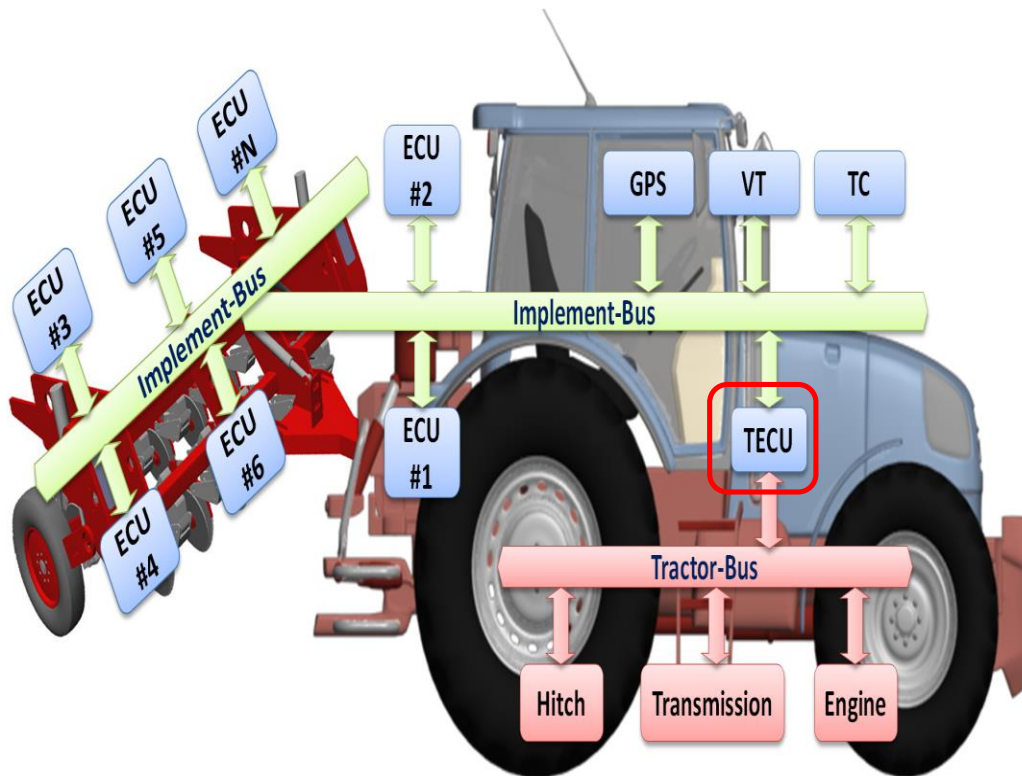 ECU
#N
ECU
#5
ECU
#3
ECU
#2
GPS
VT
TC
Implement-Bus
Implement-Bus
ECU
#4
ECU
#6
ECU
#1
TECU
Tractor-Bus
Hitch
Transmission
Engine